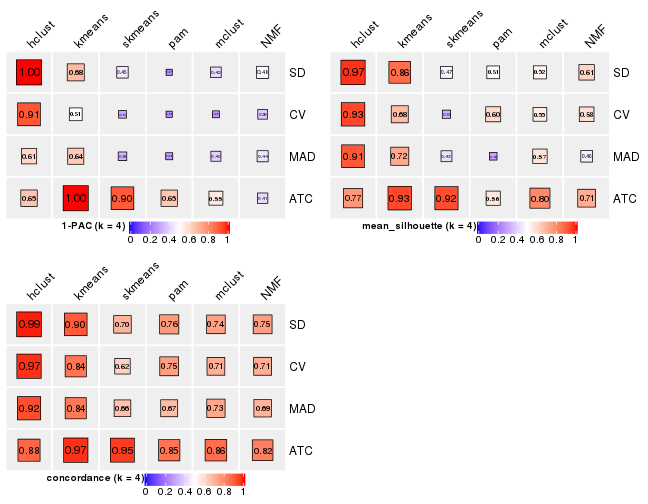 hclust kmeans skmeans pam mclust NMF
1.00 0.68 0.45 0.43 0.48 SD
0.91 0.51 CV
0.61 0.64 0.44 MAD
0.65 1.00 0.90 0.65 0.55 ATC
1-PAC (k = 4)
0 0.2 0.4 0.6 0.8 1
hclust kmeans skmeans pam mclust NMF
0.97 0.86 0.47 0.51 0.61 SD
0.93 0.68 0.60 0.55 0.58 CV
0.91 0.72 0.43 0.57 MAD
0.77 0.93 0.92 0.56 0.80 0.71 ATC
mean_silhouette (k = 4)
0 0.2 0.4 0.6 0.8 1
hclust kmeans skmeans pam mclust NMF
0.99 0.90 0.70 0.76 0.74 0.75 SD
0.97 0.84 0.62 0.75 0.71 0.71 CV
0.92 0.84 0.66 0.67 0.73 0.69 MAD
0.88 0.97 0.95 0.85 0.86 0.82 ATC
concordance (k = 4)
0 0.2 0.4 0.6 0.8 1